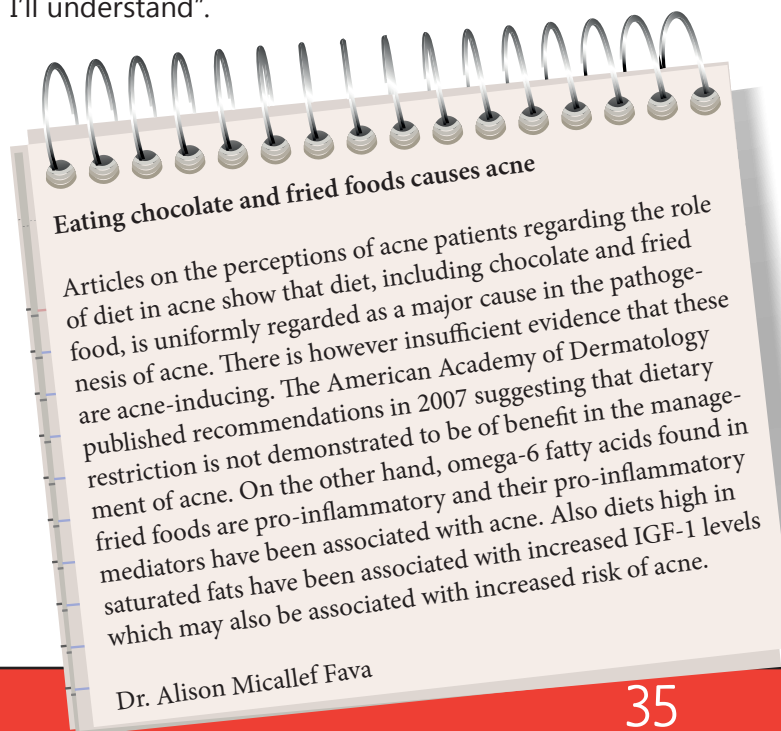 I'll understand".
Eating chocolate and fried foods causes acne
Articles on the perceptions of acne patients regarding the role
of diet in acne show that diet, including chocolate and fried
food, is uniformly regarded as a major cause in the pathoge-
nesis of acne. There is however insufficient evidence that these
are acne-inducing. The American Academy of Dermatology
published recommendations in 2007 suggesting that dietary
restriction is not demonstrated to be of benefit in the manage-
ment of acne. On the other hand, omega-6 fatty acids found in
fried foods are pro-inflammatory and their pro-inflammatory
mediators have been associated with acne. Also diets high in
saturated fats have been associated with increased IGF-1 levels
which may also be associated with increased risk of acne.
Dr. Alison Micallef Fava
35